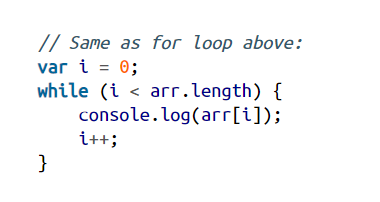 // Same as for loop above:
var i = 0;
while (i < arr.length) {
    console.log(arr[i]);
    i++;
}